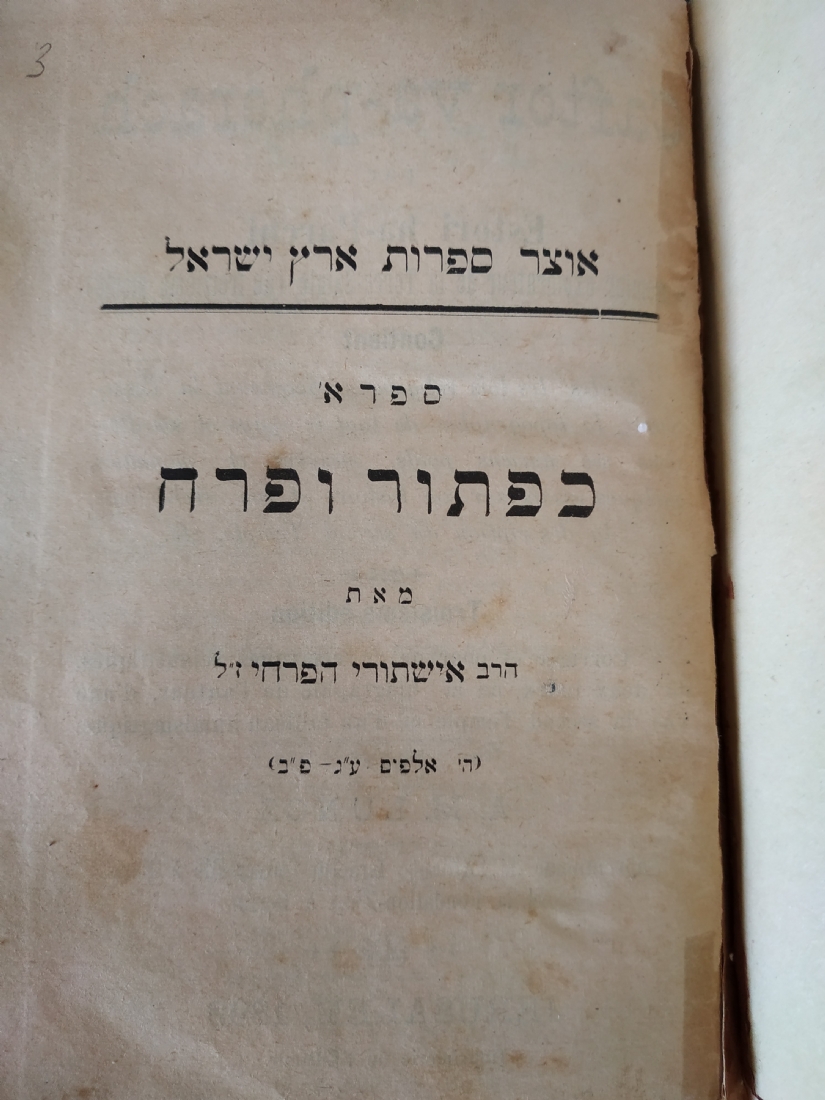 3
אוצר ספרות ארץ ישראל
ספר א'
כפתור ופרח
מאת
הרב אישתורי הפרחי ז"ל
(ה' אלפים ע"ג – פ"ב)